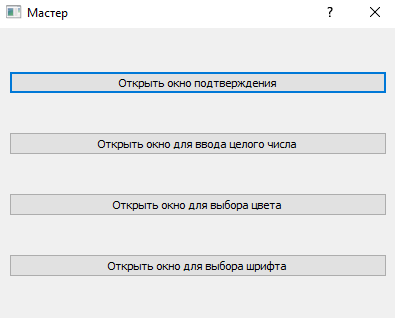 Мастер ?
Открыть окно подтверждения
Открыть окно для ввода целого числа
Открыть окно для выбора цвета
Открыть окно для выбора шрифта